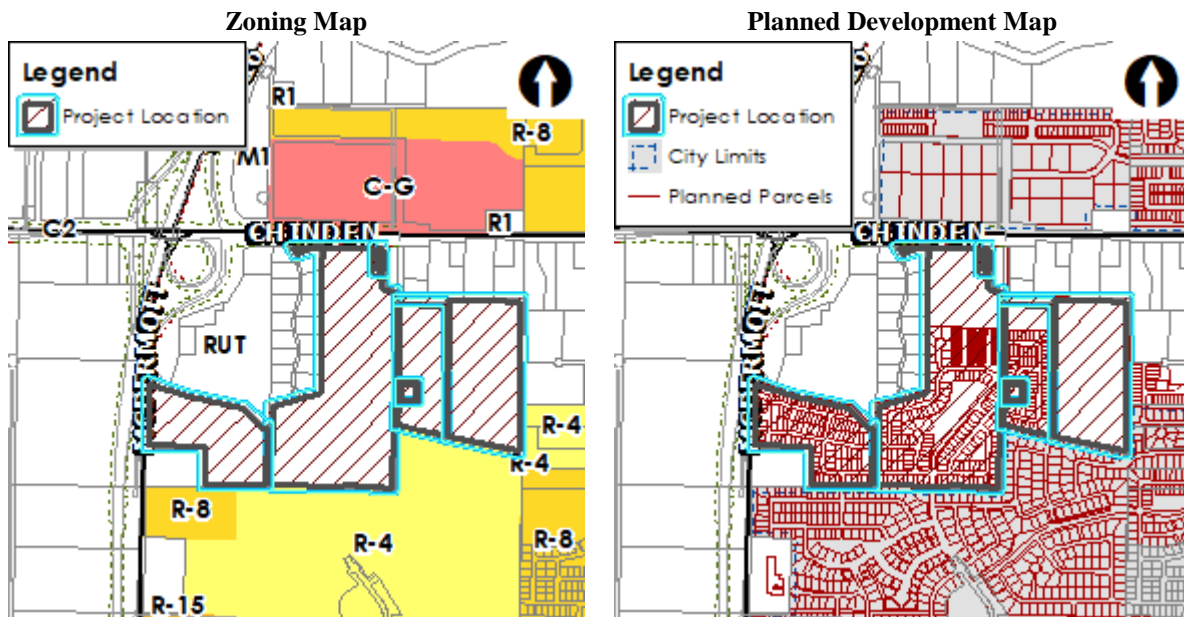 Zoning Map
Legend
Project Location
R1
R-8
M1
C-G
R1
C2
CHINDEN
RUT
R-4
R-4
R-8
R-4
R-8
R-15
Planned Development Map
Legend
Project Location
City Limits
Planned Parcels
CHINDEN